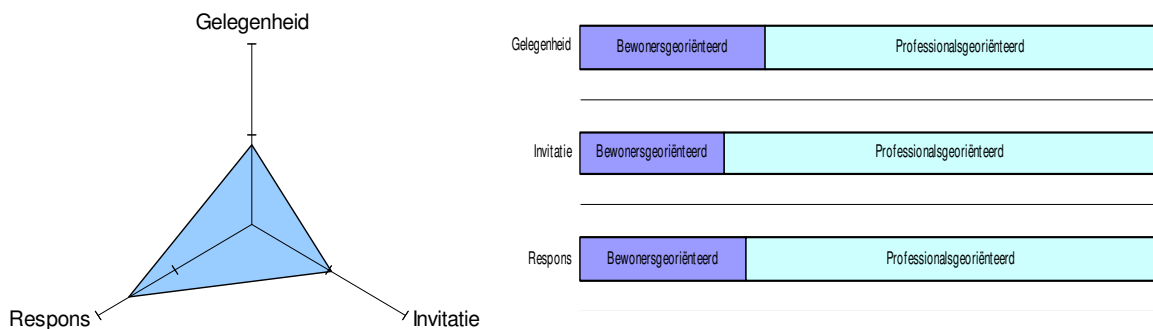 Gelegenheid
Respons
Invitatie
Gelegenheid
Bewonersgeoriënteerd
Professionalsgeoriënteerd
Invitatie
Bewonersgeoriënteerd
Professionalsgeoriënteerd
Respons
Bewonersgeoriënteerd
Professionalsgeoriënteerd